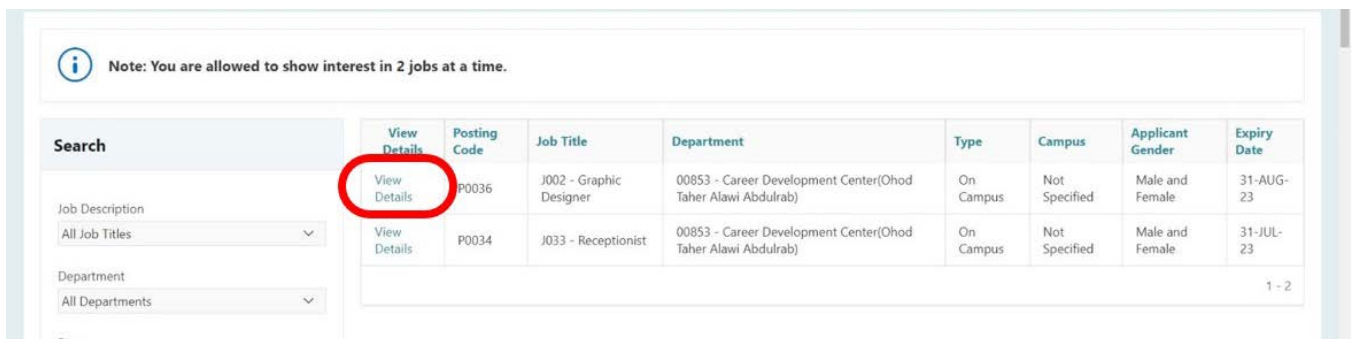 Note: You are allowed to show interest in 2 jobs at a time.
Search
Job Description
All Job Titles
Department
All Departments
View Details Posting Code Job Title Department Type Campus Applicant Gender Expiry Date
View Details P0036 J002 - Graphic Designer 00853 - Career Development Center(Ohod Taher Alawi Abdulrab) On Campus Not Specified Male and Female 31-AUG-23
View Details P0034 J033 - Receptionist 00853 - Career Development Center(Ohod Taher Alawi Abdulrab) On Campus Not Specified Male and Female 31-JUL-23
1 - 2